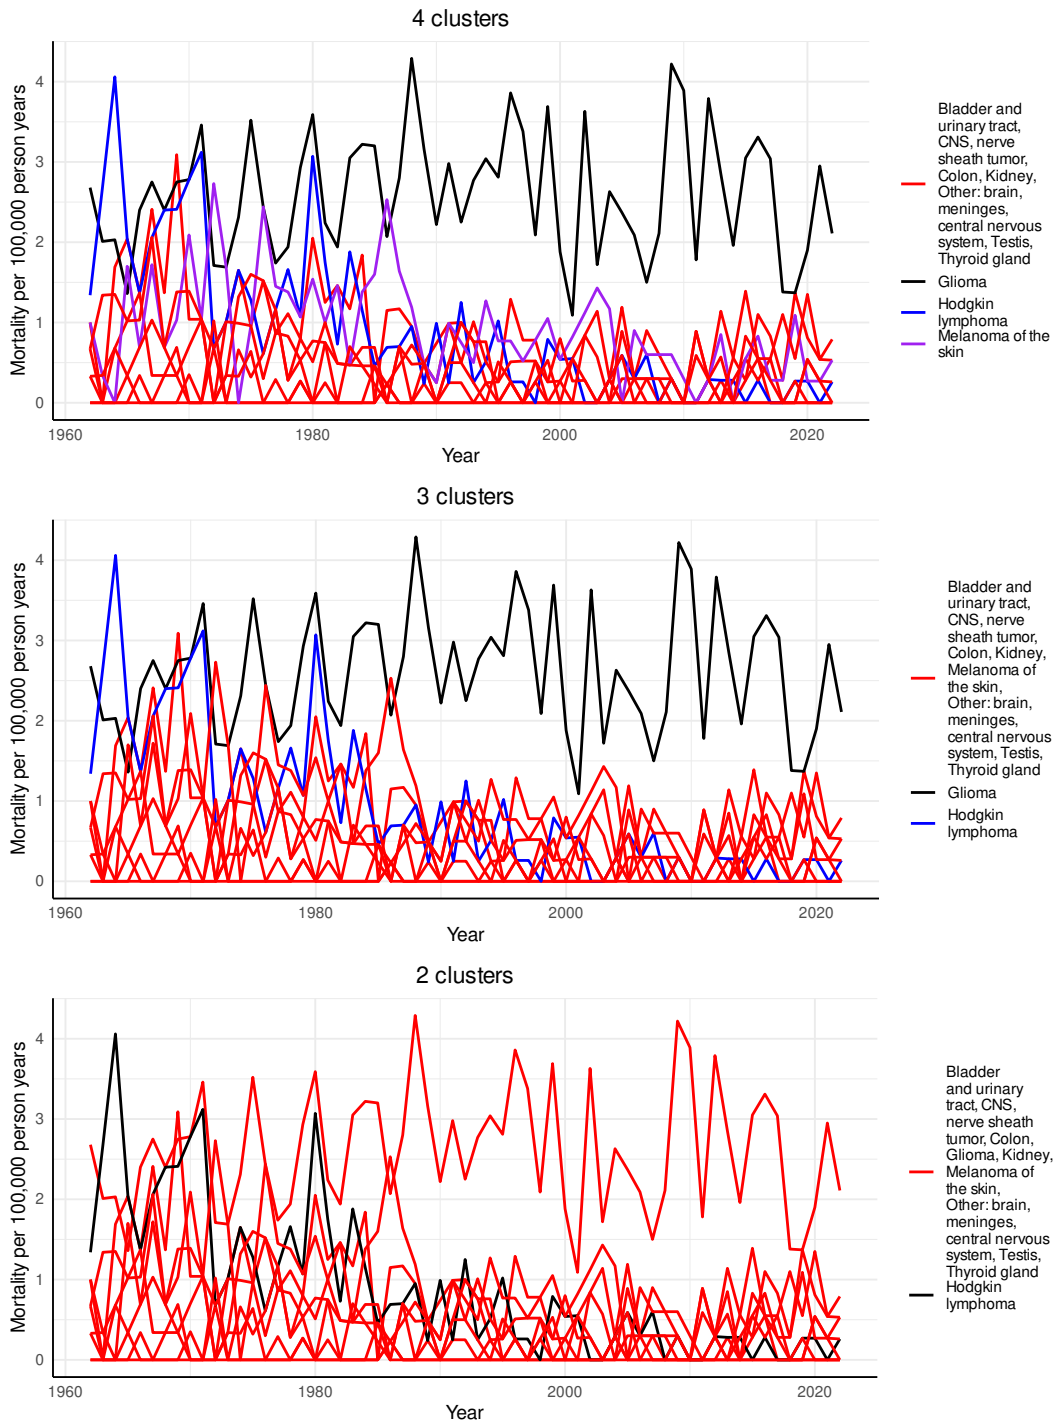 4 clusters
Mortality per 100,000 person years
4
3
2
1
0
1960
1980
2000
2020
Year
Bladder and
urinary tract,
CNS, nerve
sheath tumor,
Colon, Kidney,
Other: brain,
meninges,
central nervous
system, Testis,
Thyroid gland
Glioma
Hodgkin
lymphoma
Melanoma of the
skin
3 clusters
Mortality per 100,000 person years
4
3
2
1
0
1960
1980
2000
2020
Year
Bladder and
urinary tract,
CNS, nerve
sheath tumor,
Colon, Kidney,
Melanoma of
the skin,
Other: brain,
meninges,
central nervous
system, Testis,
Thyroid gland
Glioma
Hodgkin
lymphoma
2 clusters
Mortality per 100,000 person years
4
3
2
1
0
1960
1980
2000
2020
Year
Bladder
and urinary
tract, CNS,
nerve sheath
tumor, Colon,
Glioma, Kidney,
Melanoma of
the skin,
Other: brain,
meninges,
central nervous
system, Testis,
Thyroid gland
Hodgkin
lymphoma